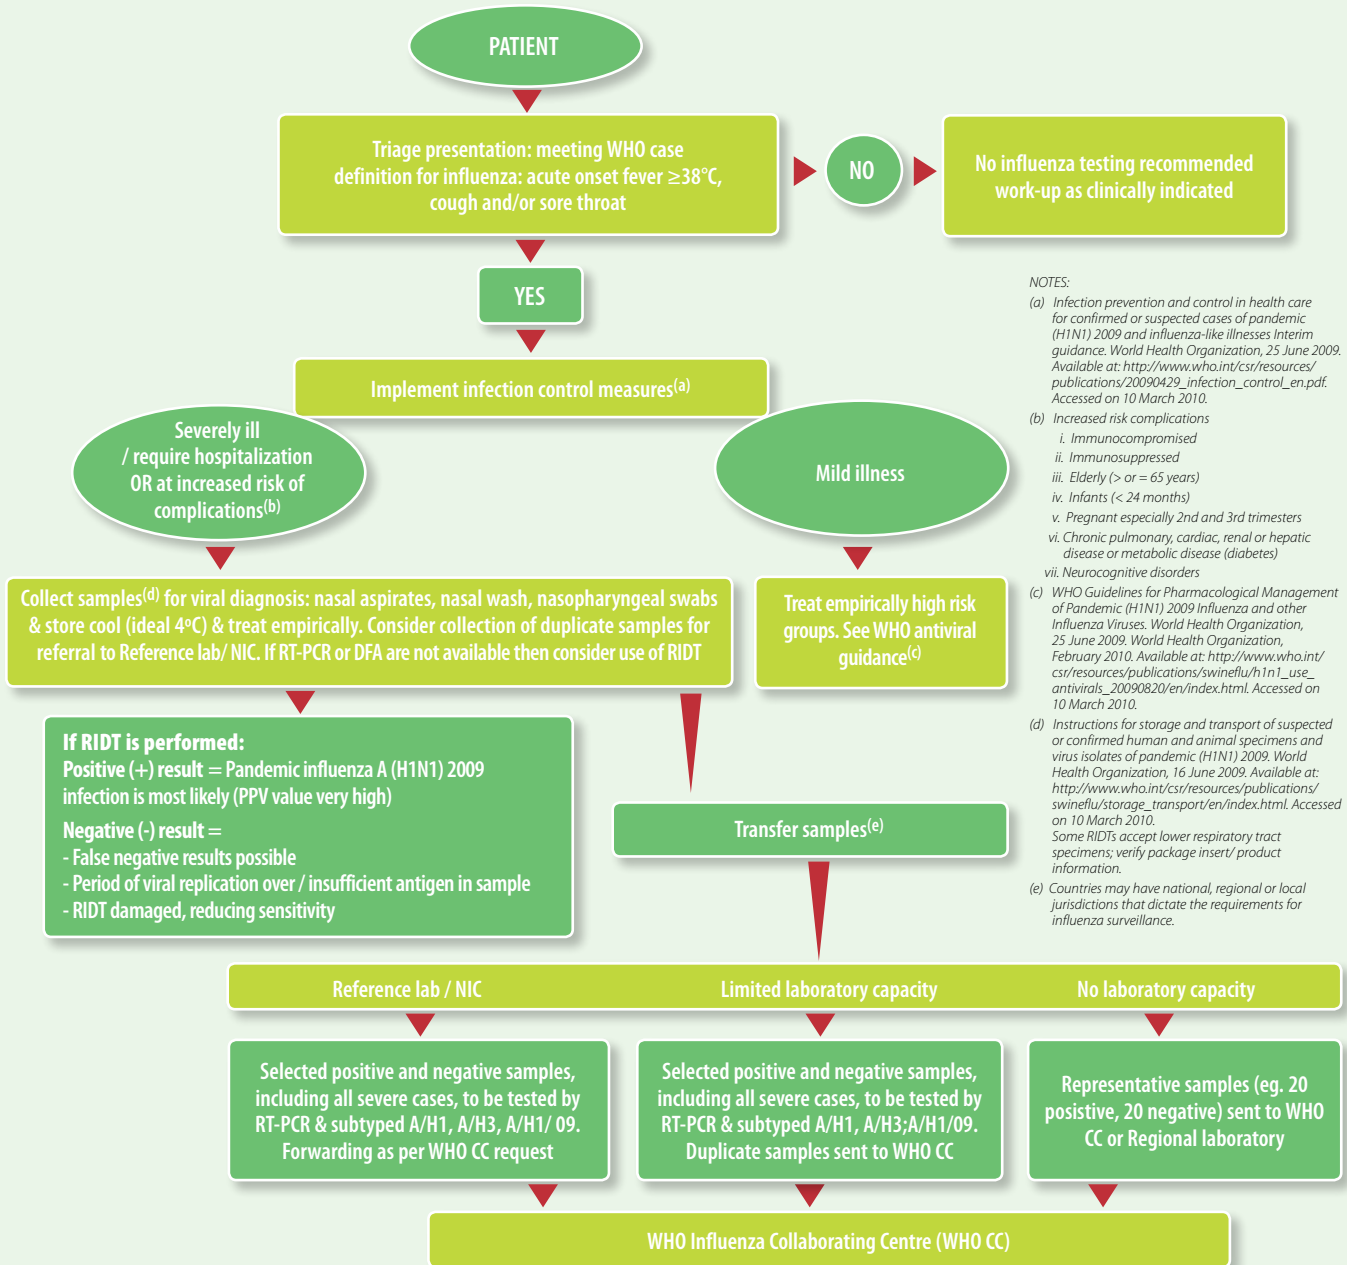 PATIENT
Triage presentation: meeting WHO case
definition for influenza: acute onset fever ≥38°C,
cough and/or sore throat
NO
No influenza testing recommended
work-up as clinically indicated
YES
Implement infection control measures(a)
Severely ill
/ require hospitalization
OR at increased risk of
complications(b)
Mild illness
Collect samples(d) for viral diagnosis: nasal aspirates, nasal wash, nasopharyngeal swabs
& store cool (ideal 4ºC) & treat empirically. Consider collection of duplicate samples for
referral to Reference lab/ NIC. If RT-PCR or DFA are not available then consider use of RIDT
Treat empirically high risk
groups. See WHO antiviral
guidance(c)
If RIDT is performed:
Positive (+) result = Pandemic influenza A (H1N1) 2009
infection is most likely (PPV value very high)
Negative (-) result =
- False negative results possible
- Period of viral replication over / insufficient antigen in sample
- RIDT damaged, reducing sensitivity
Transfer samples(e)
NOTES:
(a) Infection prevention and control in health care
for confirmed or suspected cases of pandemic
(H1N1) 2009 and influenza-like illnesses Interim
guidance. World Health Organization, 25 June 2009.
Available at: http://www.who.int/csr/resources/
publications/20090429_infection_control_en.pdf.
Accessed on 10 March 2010.
(b) Increased risk complications
i. Immunocompromised
ii. Immunosuppressed
iii. Elderly (> or = 65 years)
iv. Infants (< 24 months)
v. Pregnant especially 2nd and 3rd trimesters
vi. Chronic pulmonary, cardiac, renal or hepatic
disease or metabolic disease (diabetes)
vii. Neurocognitive disorders
(c) WHO Guidelines for Pharmacological Management
of Pandemic (H1N1) 2009 Influenza and other
Influenza Viruses. World Health Organization,
25 June 2009. World Health Organization,
February 2010. Available at: http://www.who.int/
csr/resources/publications/swineflu/h1n1_use_
antivirals_20090820/en/index.html. Accessed on
10 March 2010.
(d) Instructions for storage and transport of suspected
or confirmed human and animal specimens and
virus isolates of pandemic (H1N1) 2009. World
Health Organization, 16 June 2009. Available at:
http://www.who.int/csr/resources/publications/
swineflu/storage_transport/en/index.html. Accessed
on 10 March 2010.
Some RIDTs accept lower respiratory tract
specimens; verify package insert/ product
information.
(e) Countries may have national, regional or local
jurisdictions that dictate the requirements for
influenza surveillance.
Reference lab / NIC
Limited laboratory capacity
No laboratory capacity
Selected positive and negative samples,
including all severe cases, to be tested by
RT-PCR & subtyped A/H1, A/H3, A/H1/ 09.
Forwarding as per WHO CC request
Selected positive and negative samples,
including all severe cases, to be tested by
RT-PCR & subtyped A/H1, A/H3;A/H1/09.
Duplicate samples sent to WHO CC
Representative samples (eg. 20
posistive, 20 negative) sent to WHO
CC or Regional laboratory
WHO Influenza Collaborating Centre (WHO CC)